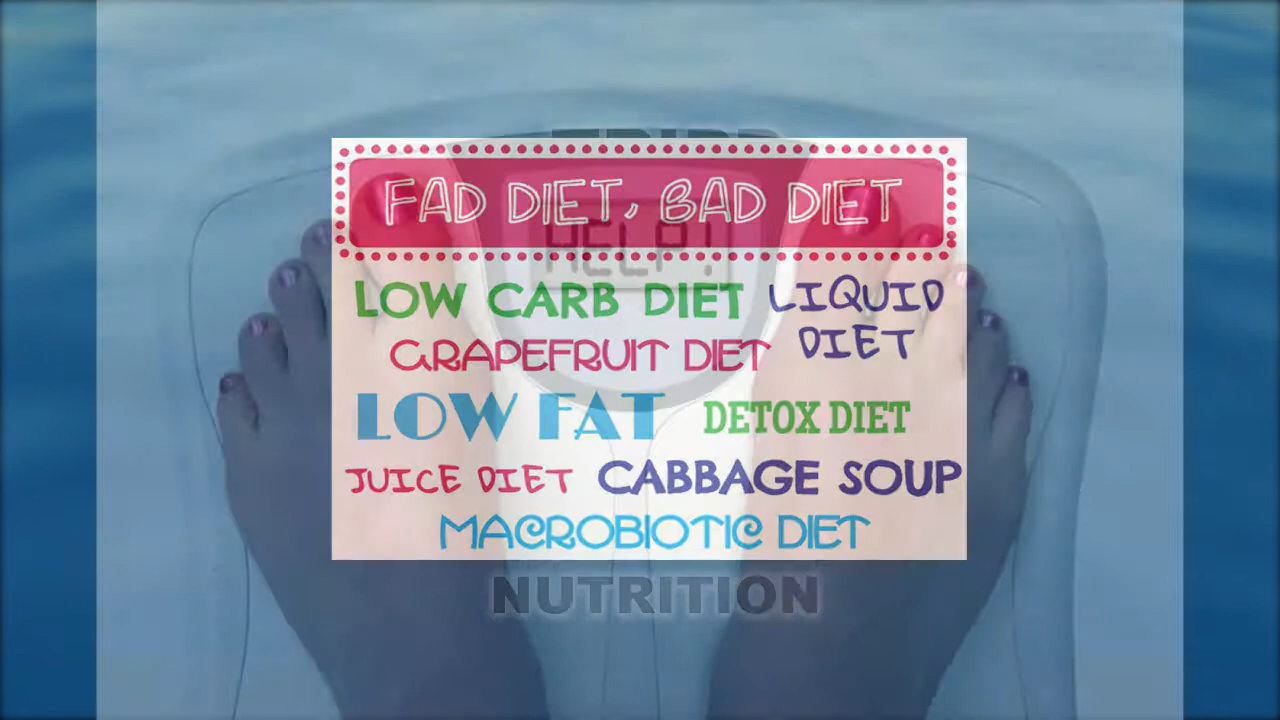 FAD DIET, BAD DIET
HELP!
LOW CARB DIET
LIQUID
DIET
GRAPEFRUIT DIET
LOW FAT
DETOX DIET
JUICE DIET
CABBAGE SOUP
MACROBIOTIC DIET
NUTRITION